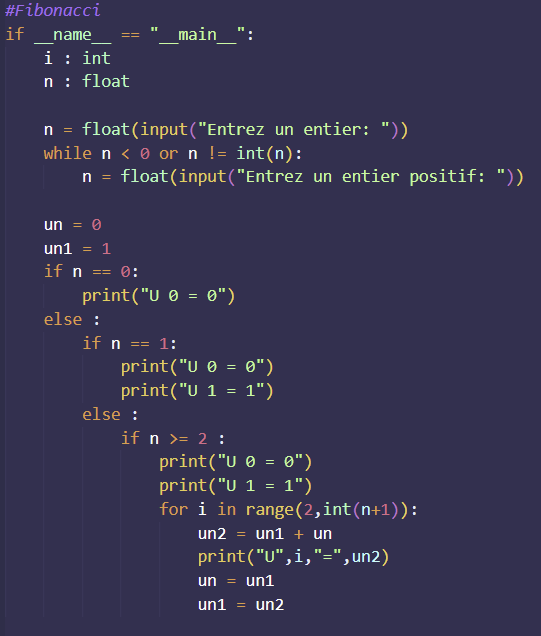 #Fibonacci
if __name__ == "__main__":
    i : int
    n : float

    n = float(input("Entrez un entier: "))
    while n < 0 or n != int(n):
        n = float(input("Entrez un entier positif: "))

    un = 0
    un1 = 1
    if n == 0:
        print("U 0 = 0")
    else :
        if n == 1:
            print("U 0 = 0")
            print("U 1 = 1")
        else :
            if n >= 2 :
                print("U 0 = 0")
                print("U 1 = 1")
                for i in range(2,int(n+1)):
                    un2 = un1 + un
                    print("U",i,"=",un2)
                    un = un1
                    un1 = un2